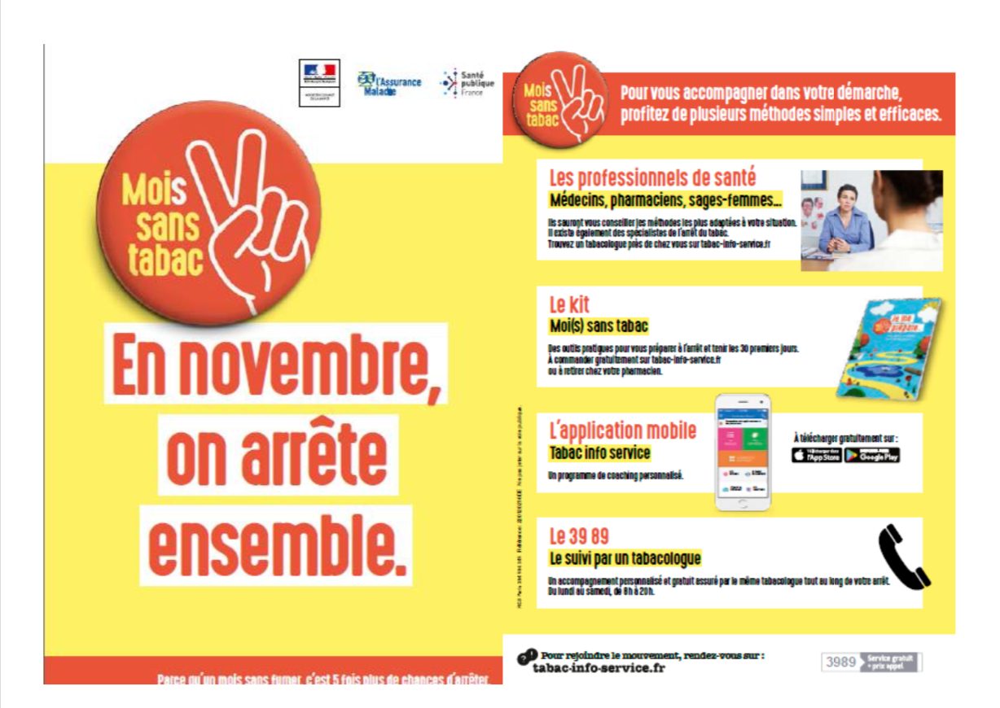 l'Assurance
Maladie
Santé
publique
France
Mois
sans
tabac
En novembre,
on arrête
ensemble.
Parce qu'un mois sans fumer, c'est 5 fois plus de chances d'arrêter.
Mois
sans
tabac
Pour vous accompagner dans votre démarche,
profitez de plusieurs méthodes simples et efficaces.
Les professionnels de santé
Médecins, pharmaciens, sages-femmes...
Ils sauront vous conseiller les méthodes les plus adaptées à votre situation.
Il existe également des spécialistes de l'arrêt du tabac.
Trouvez un tabacologue près de chez vous sur tabac-info-service.fr
Le kit
Moi(s) sans tabac
Des outils pratiques pour vous préparer à l'arrêt et tenir les 30 premiers jours.
À commander gratuitement sur tabac-info-service.fr
ou à retirer chez votre pharmacien.
L'application mobile
Tabac info service
Un programme de coaching personnalisé.
À télécharger gratuitement sur :
Télécharger dans
l'App Store
Google Play
Le 39 89
Le suivi par un tabacologue
Un accompagnement personnalisé et gratuit assuré par le même tabacologue tout au long de votre arrêt.
Du lundi au samedi, de 8h à 20h.
Ne pas jeter sur la voie publique.
Pour rejoindre le mouvement, rendez-vous sur :
tabac-info-service.fr
3989
Service gratuit
+ prix appel